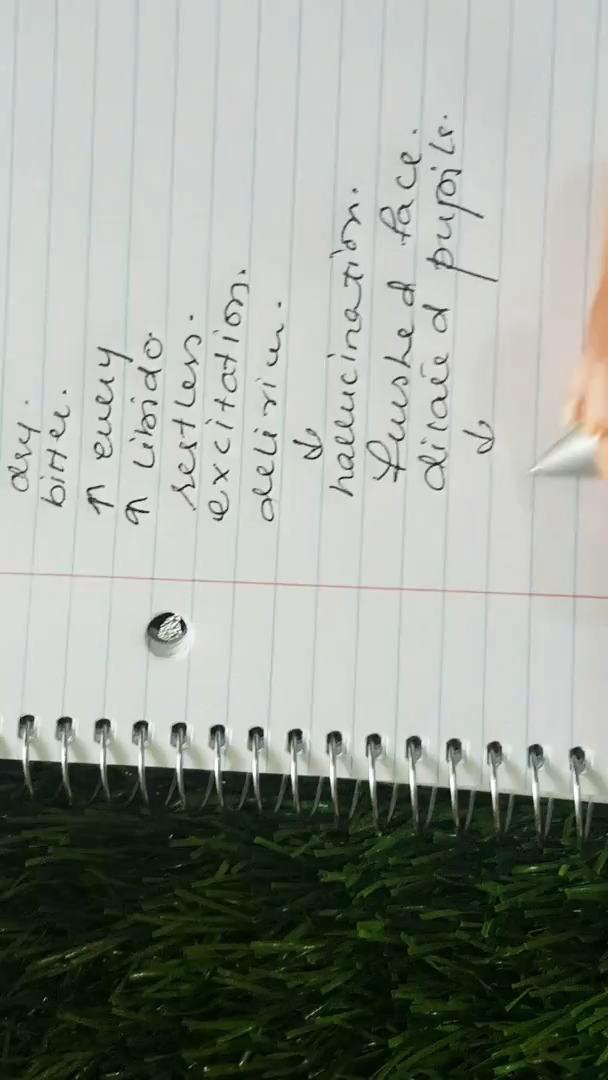 dry.
bitter.
↑ energy
↑ libido.
restless.
excitation.
delirium.
↓
hallucination.
flushed face.
dilated pupils.
↓